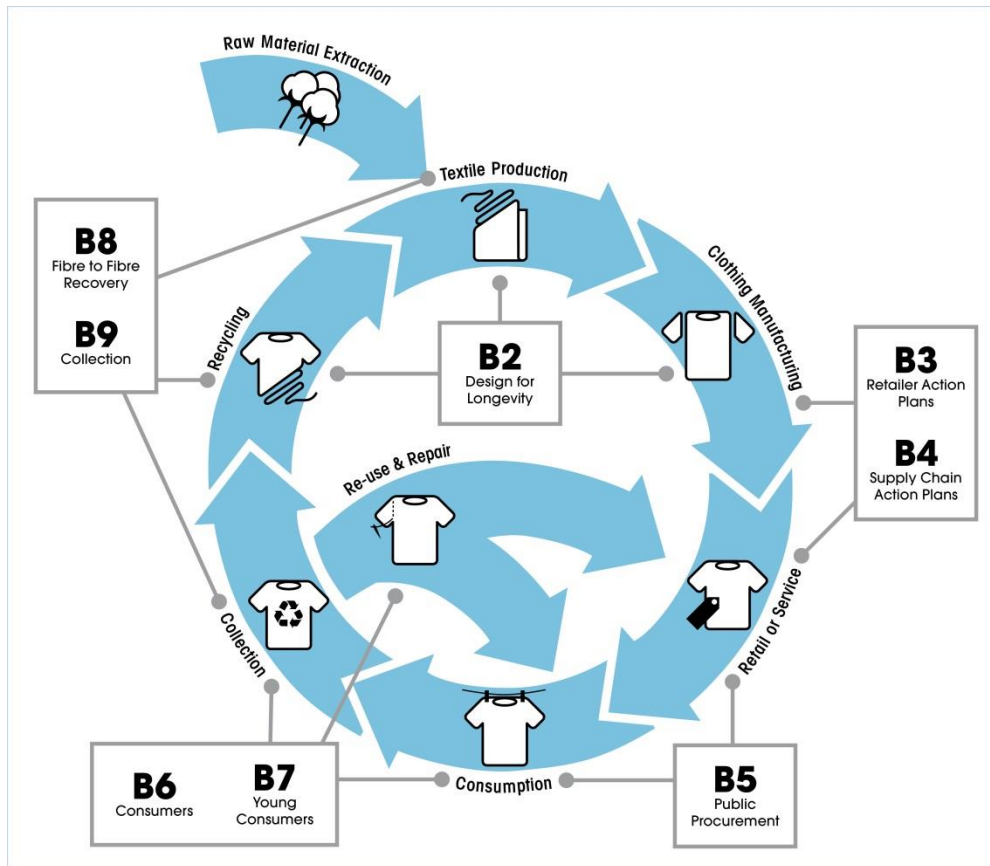 Raw Material Extraction
Textile Production
Clothing Manufacturing
B8
Fibre to Fibre
Recovery
B9
Collection
Recycling
B2
Design for
Longevity
B3
Retailer Action
Plans
B4
Supply Chain
Action Plans
Re-use & Repair
Collection
Retail or Service
Consumption
B6
Consumers
B7
Young
Consumers
B5
Public
Procurement